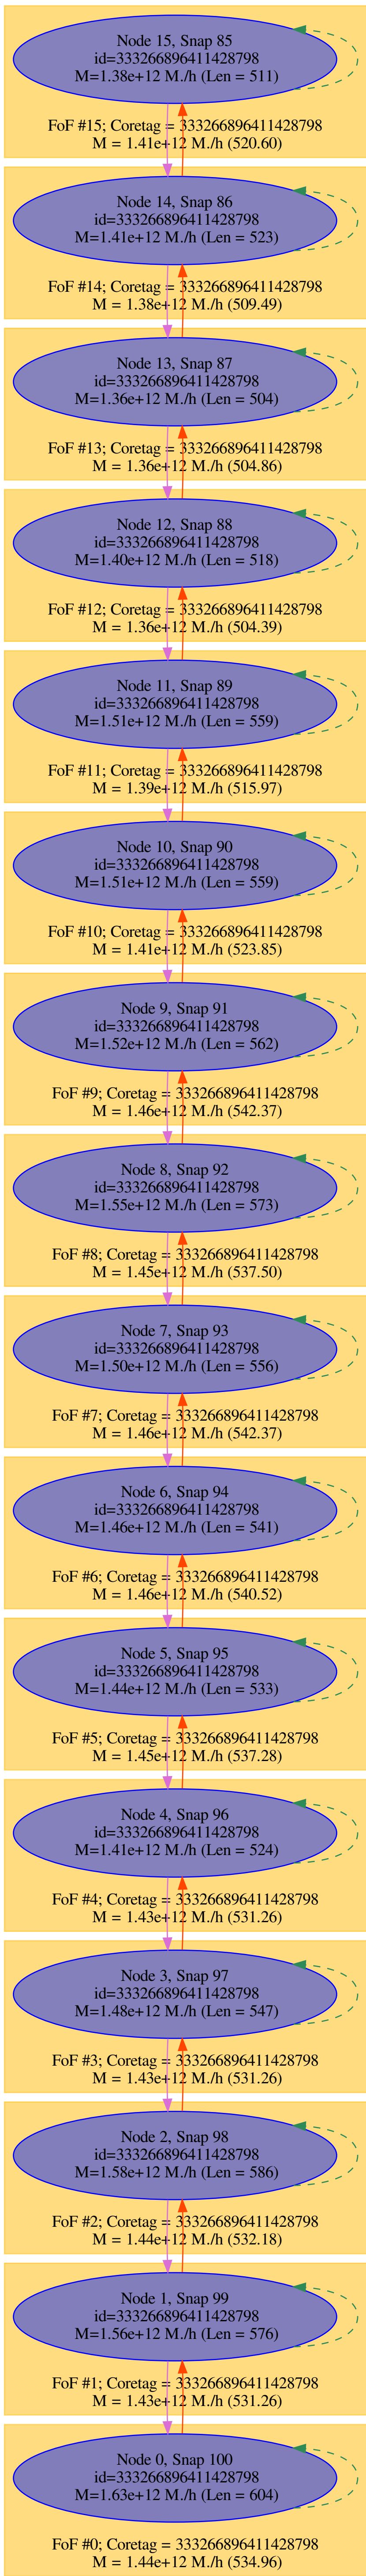 Node 15, Snap 85
id=333266896411428798
M=1.38e+12 M./h (Len = 511)
FoF #15; Coretag = 333266896411428798
M = 1.41e+12 M./h (520.60)
Node 14, Snap 86
id=333266896411428798
M=1.41e+12 M./h (Len = 523)
FoF #14; Coretag = 333266896411428798
M = 1.38e+12 M./h (509.49)
Node 13, Snap 87
id=333266896411428798
M=1.36e+12 M./h (Len = 504)
FoF #13; Coretag = 333266896411428798
M = 1.36e+12 M./h (504.86)
Node 12, Snap 88
id=333266896411428798
M=1.40e+12 M./h (Len = 518)
FoF #12; Coretag = 333266896411428798
M = 1.36e+12 M./h (504.39)
Node 11, Snap 89
id=333266896411428798
M=1.51e+12 M./h (Len = 559)
FoF #11; Coretag = 333266896411428798
M = 1.39e+12 M./h (515.97)
Node 10, Snap 90
id=333266896411428798
M=1.51e+12 M./h (Len = 559)
FoF #10; Coretag = 333266896411428798
M = 1.41e+12 M./h (523.85)
Node 9, Snap 91
id=333266896411428798
M=1.52e+12 M./h (Len = 562)
FoF #9; Coretag = 333266896411428798
M = 1.46e+12 M./h (542.37)
Node 8, Snap 92
id=333266896411428798
M=1.55e+12 M./h (Len = 573)
FoF #8; Coretag = 333266896411428798
M = 1.45e+12 M./h (537.50)
Node 7, Snap 93
id=333266896411428798
M=1.50e+12 M./h (Len = 556)
FoF #7; Coretag = 333266896411428798
M = 1.46e+12 M./h (542.37)
Node 6, Snap 94
id=333266896411428798
M=1.46e+12 M./h (Len = 541)
FoF #6; Coretag = 333266896411428798
M = 1.46e+12 M./h (540.52)
Node 5, Snap 95
id=333266896411428798
M=1.44e+12 M./h (Len = 533)
FoF #5; Coretag = 333266896411428798
M = 1.45e+12 M./h (537.28)
Node 4, Snap 96
id=333266896411428798
M=1.41e+12 M./h (Len = 524)
FoF #4; Coretag = 333266896411428798
M = 1.43e+12 M./h (531.26)
Node 3, Snap 97
id=333266896411428798
M=1.48e+12 M./h (Len = 547)
FoF #3; Coretag = 333266896411428798
M = 1.43e+12 M./h (531.26)
Node 2, Snap 98
id=333266896411428798
M=1.58e+12 M./h (Len = 586)
FoF #2; Coretag = 333266896411428798
M = 1.44e+12 M./h (532.18)
Node 1, Snap 99
id=333266896411428798
M=1.56e+12 M./h (Len = 576)
FoF #1; Coretag = 333266896411428798
M = 1.43e+12 M./h (531.26)
Node 0, Snap 100
id=333266896411428798
M=1.63e+12 M./h (Len = 604)
FoF #0; Coretag = 333266896411428798
M = 1.44e+12 M./h (534.96)